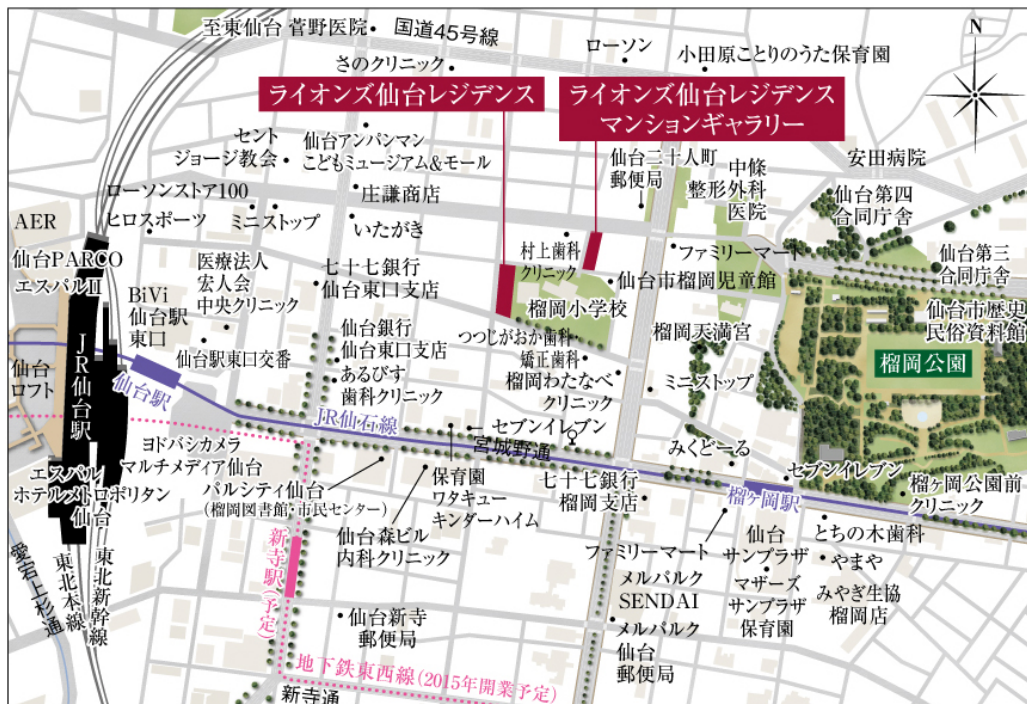 至東仙台
菅野医院
国道45号線
ローソン
小田原ことりのうた保育園
N
さのクリニック
ライオンズ仙台レジデンス
ライオンズ仙台レジデンス
マンションギャラリー
セント
ジョージ教会
仙台アンパンマン
こどもミュージアム&モール
仙台二十人町
郵便局
中條
整形外科
医院
安田病院
ローソンストア100
庄謙商店
仙台第四
合同庁舎
AER
ヒロスポーツ
ミニストップ
いたがき
村上歯科
クリニック
ファミリーマート
仙台第三
合同庁舎
仙台PARCO
エスパルII
医療法人
宏人会
中央クリニック
七十七銀行
仙台東口支店
仙台市榴岡児童館
BiVi
仙台駅
東口
榴岡小学校
仙台市歴史
民俗資料館
つつじがおか歯科
矯正歯科
榴岡天満宮
仙台駅東口交番
仙台銀行
仙台東口支店
榴岡公園
仙台
ロフト
JR仙台駅
仙台駅
あるびす
歯科クリニック
榴岡わたなべ
クリニック
ミニストップ
JR仙石線
セブンイレブン
宮城野通
みくどーる
ヨドバシカメラ
マルチメディア仙台
セブンイレブン
エスパル
ホテルメトロポリタン
仙台
パルシティ仙台
(榴岡図書館・市民センター)
保育園
ワタキュー
キンダーハイム
七十七銀行
榴岡支店
榴ヶ岡駅
榴ヶ岡公園前
クリニック
仙台森ビル
内科クリニック
とちの木歯科
新寺駅(予定)
ファミリーマート
仙台
サンプラザ
やまや
愛宕上杉通
東北本線
東北新幹線
メルパルク
SENDAI
マザーズ
サンプラザ
保育園
みやぎ生協
榴岡店
仙台新寺
郵便局
メルパルク
仙台
郵便局
地下鉄東西線(2015年開業予定)
新寺通